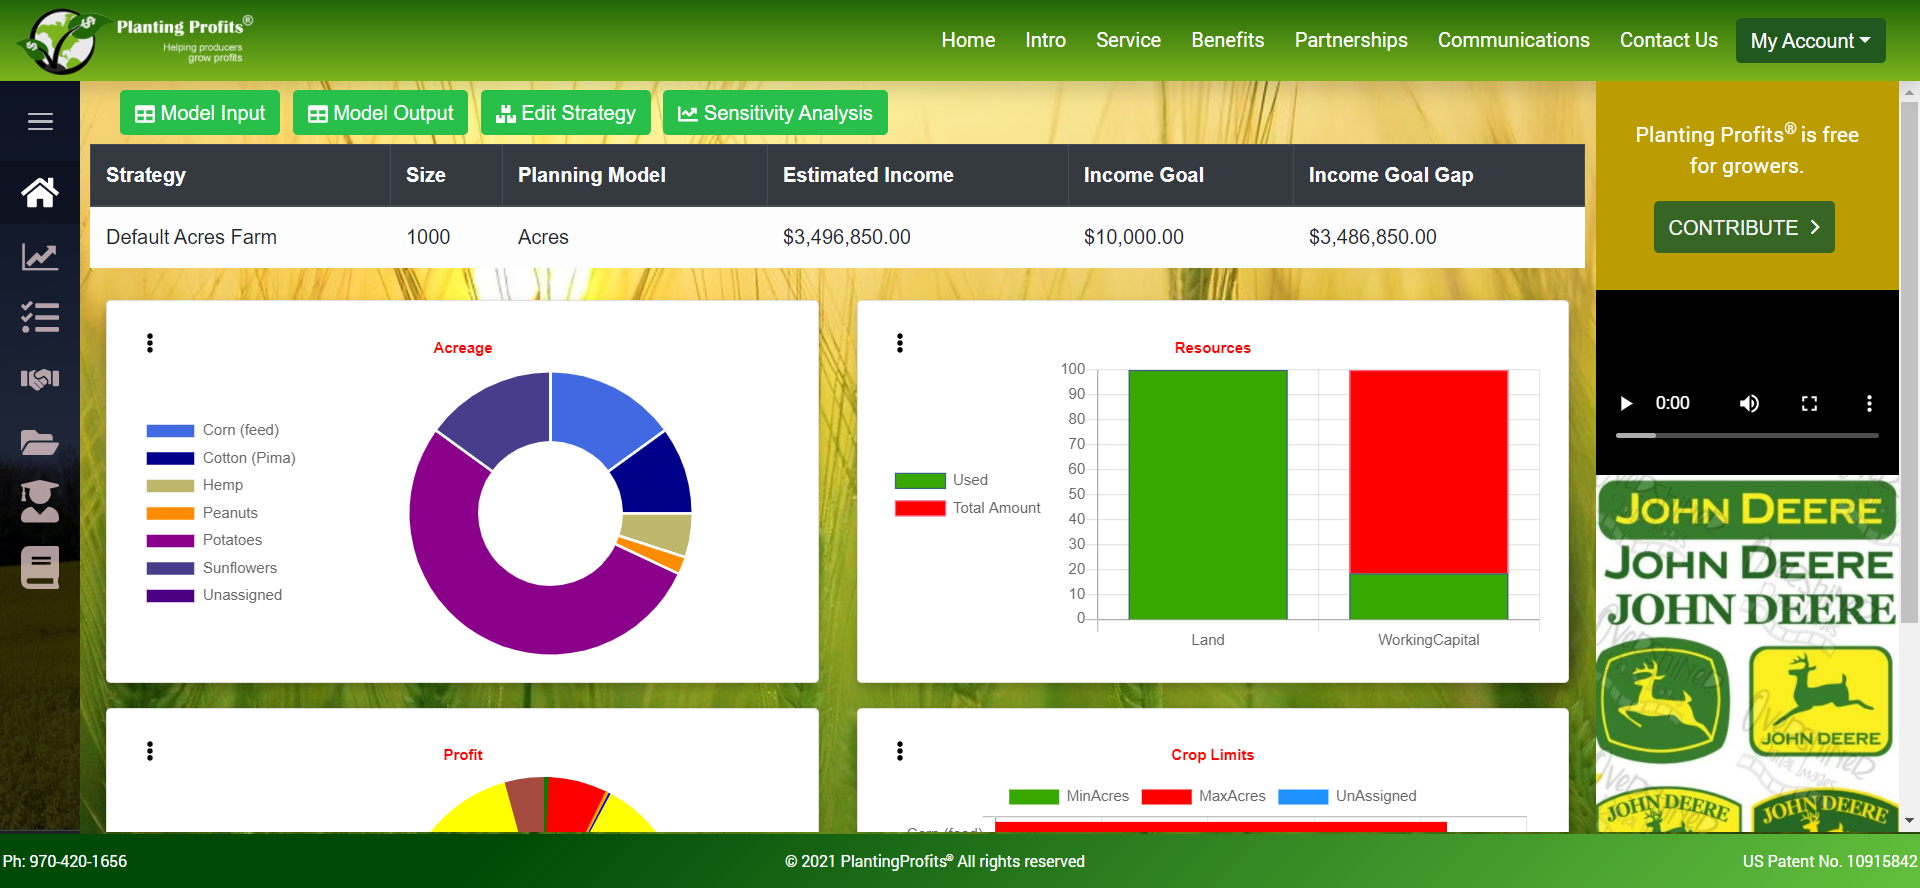 Planting Profits®
Helping producers
grow profits
Home
Intro
Service
Benefits
Partnerships
Communications
Contact Us
My Account
Model Input
Model Output
Edit Strategy
Sensitivity Analysis
Strategy
Size
Planning Model
Estimated Income
Income Goal
Income Goal Gap
Default Acres Farm
1000
Acres
$3,496,850.00
$10,000.00
$3,486,850.00
Planting Profits® is free
for growers.
CONTRIBUTE
0:00
Acreage
Corn (feed)
Cotton (Pima)
Hemp
Peanuts
Potatoes
Sunflowers
Unassigned
Resources
Used
Total Amount
100
90
80
70
60
50
40
30
20
10
0
Land
WorkingCapital
JOHN DEERE
JOHN DEERE
JOHN DEERE
JOHN DEERE
JOHN DEERE
JOHN DEERE
Profit
Crop Limits
MinAcres
MaxAcres
UnAssigned
Corn (feed)
Ph: 970-420-1656
© 2021 PlantingProfits® All rights reserved
US Patent No. 10915842